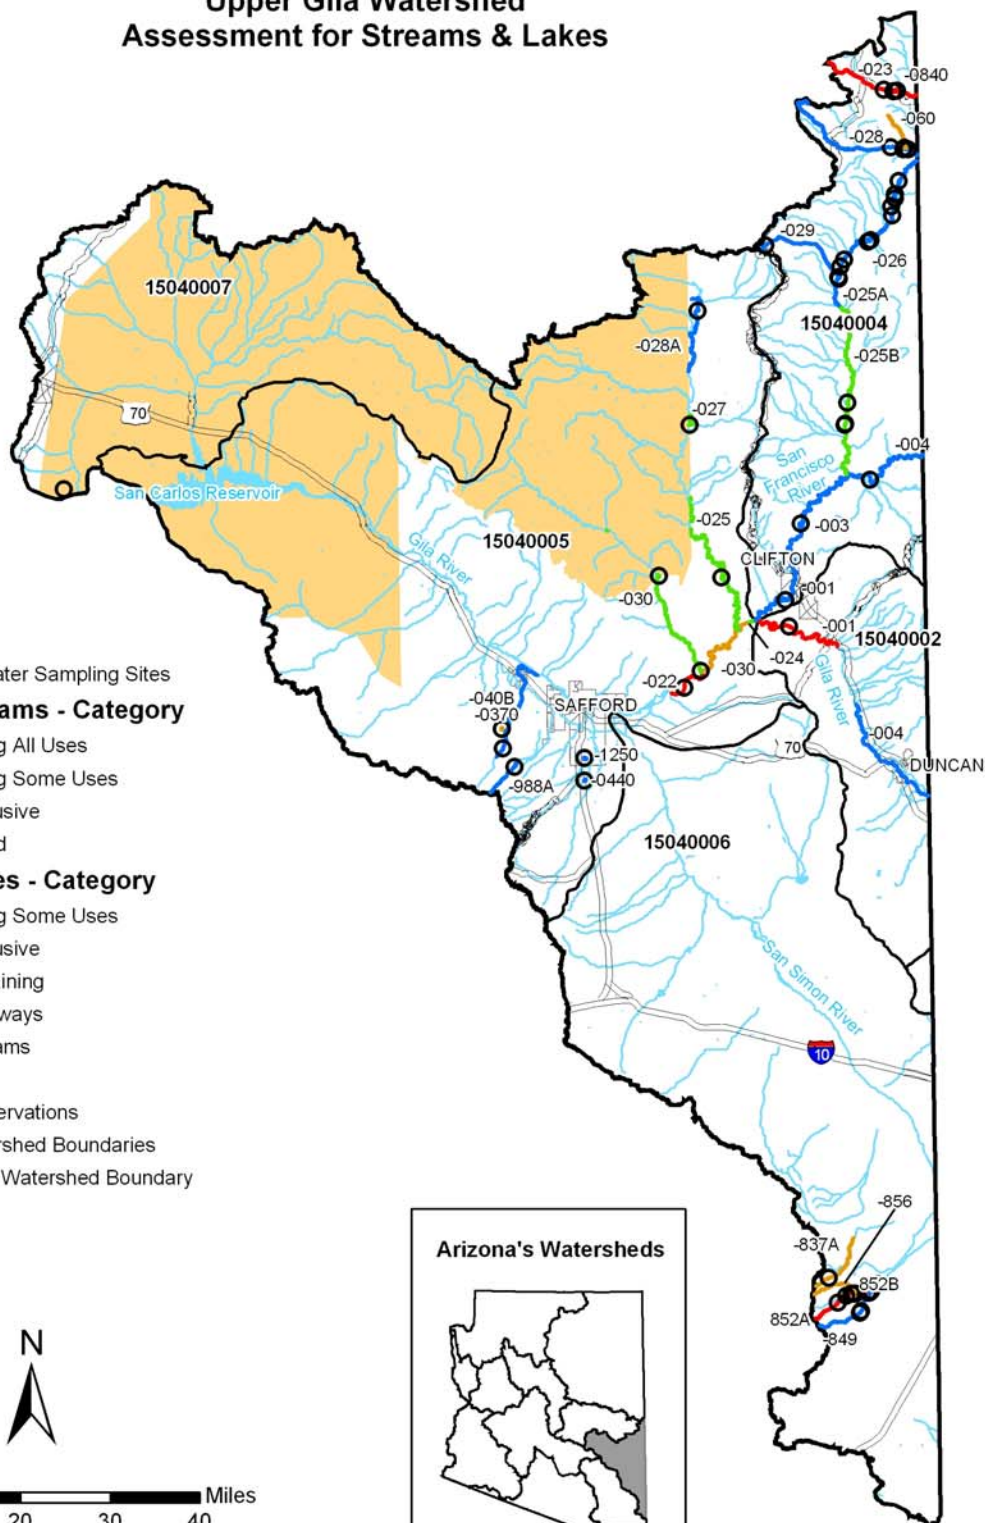 Upper Gila Watershed
Assessment for Streams & Lakes
-023
-0840
-060
-028
-029
-026
-025A
15040007
15040004
-028A
-025B
70
-027
-004
San Francisco River
San Carlos Reservoir
-025
-003
15040005
Gila River
CLIFTON
-001
-030
-001
15040002
-024
-030
ater Sampling Sites
-022
Gila River
ams - Category
-040B
-0370
SAFFORD
-004
g All Uses
70
-1250
DUNCAN
g Some Uses
-0440
-988A
usive
d
15040006
es - Category
g Some Uses
usive
San Simon River
ining
ways
ams
10
ervations
rshed Boundaries
Watershed Boundary
-856
Arizona's Watersheds
-837A
852B
852A
-849
N
Miles
20 30 40